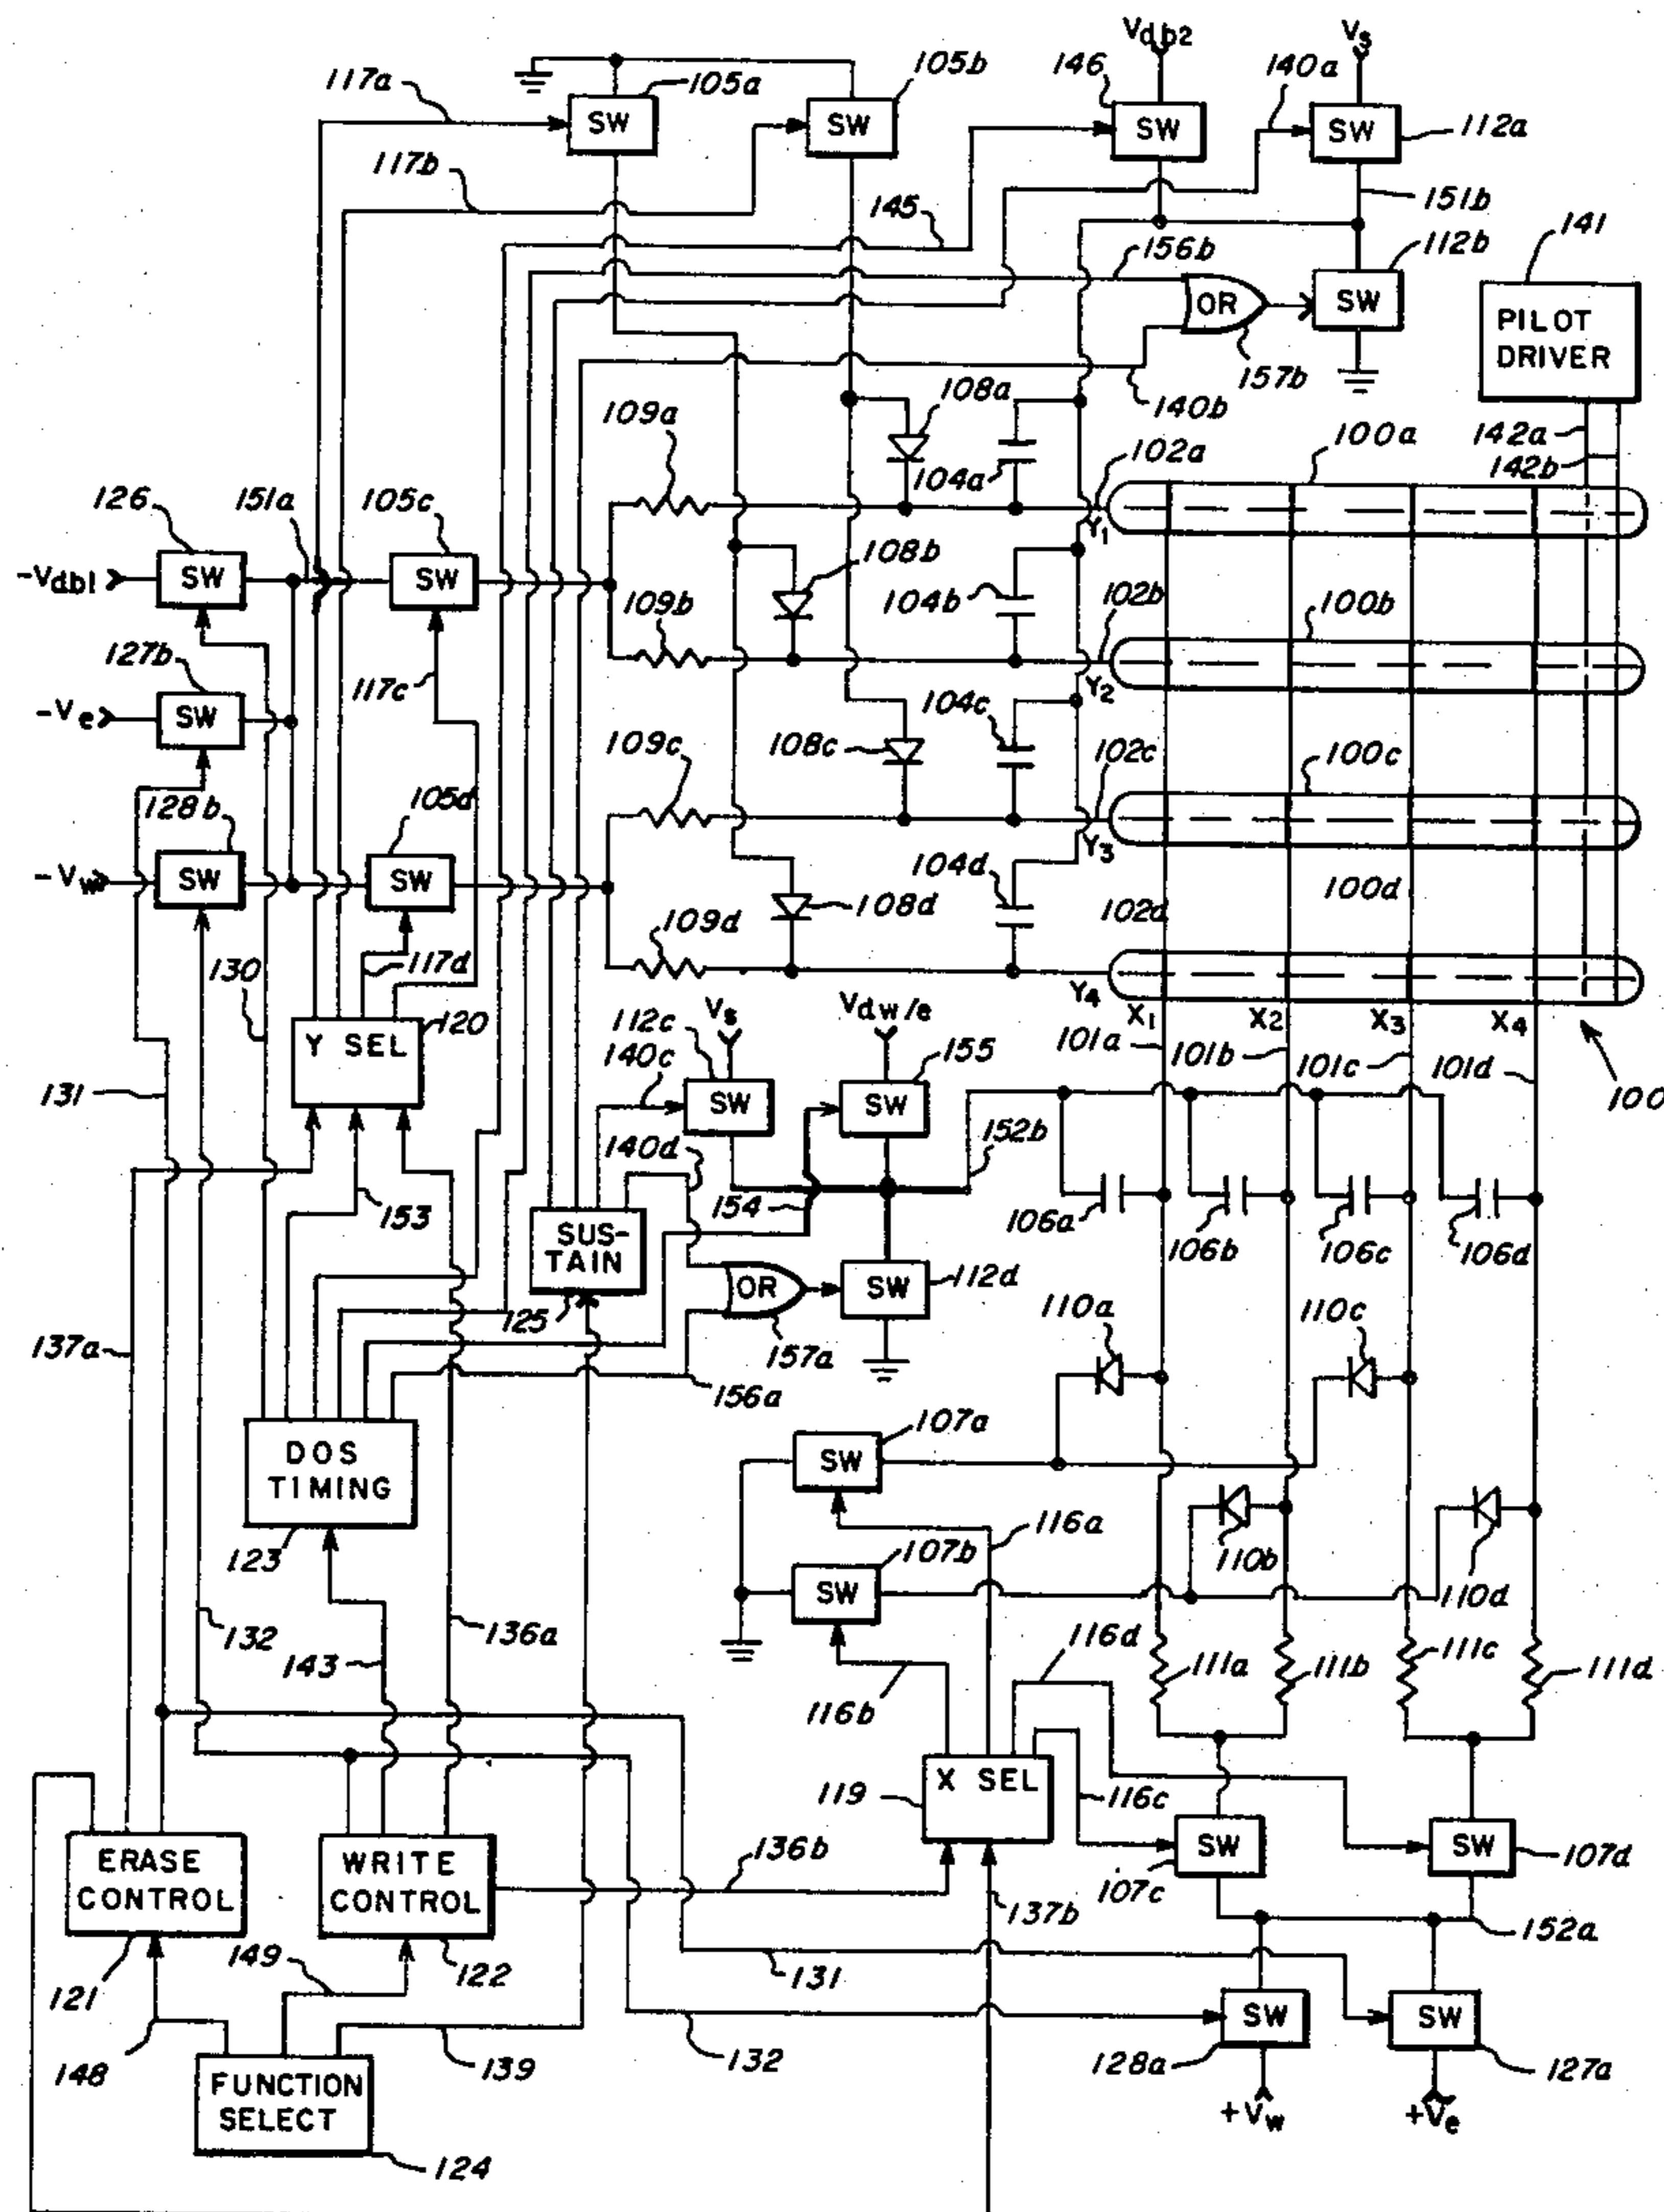 Vdb2
Vs
117a
105a
105b
146
140a
SW
SW
SW
SW
112a
117b
145
151b
156b
112b
141
OR
SW
PILOT
DRIVER
157b
140b
108a
109a
104a
102a
100a
142a
142b
126
151a
105c
Y1
-Vdb1
SW
SW
108b
109b
104b
102b
100b
127b
117c
Y2
-Ve
SW
109c
108c
104c
102c
100c
128b
105d
Y3
-Vw
SW
SW
104d
102d
100d
109d
108d
130
117d
Y4
X1
X2
X3
X4
Y SEL
120
112c
Vs
Vdw/e
155
140c
101a
101b
101c
101d
131
SW
SW
152b
100
140d
153
154
106a
106b
106c
106d
SUS-
TAIN
OR
SW
112d
125
157a
110a
110c
137a
156a
107a
DOS
TIMING
SW
116a
123
107b
110b
110d
SW
132
143
136a
116d
111a
111b
111c
111d
116b
X SEL
119
116c
SW
SW
107d
ERASE
CONTROL
WRITE
CONTROL
136b
107c
137b
152a
121
149
122
131
SW
SW
148
139
132
128a
127a
FUNCTION
SELECT
+Vw
+Ve
124